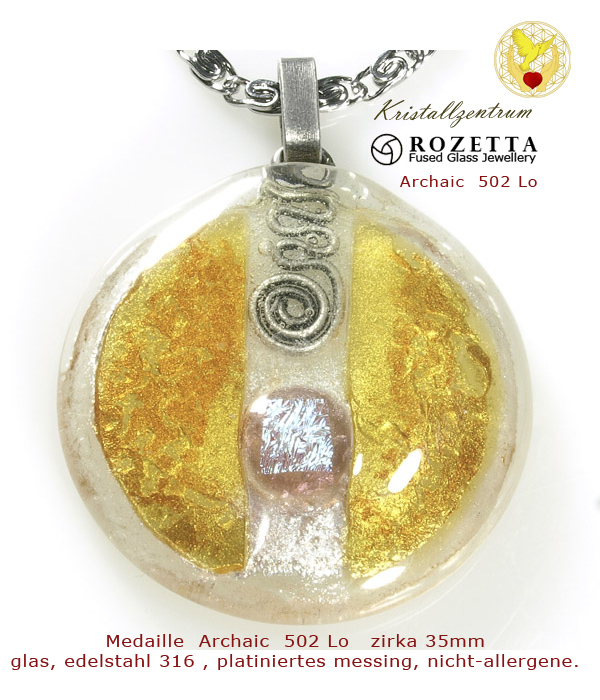 Kristallzentrum
ROZETTA
Fused Glass Jewellery
Archaic 502 Lo
Medaille Archaic 502 Lo zirka 35mm
glas, edelstahl 316 , platiniertes messing, nicht-allergene.